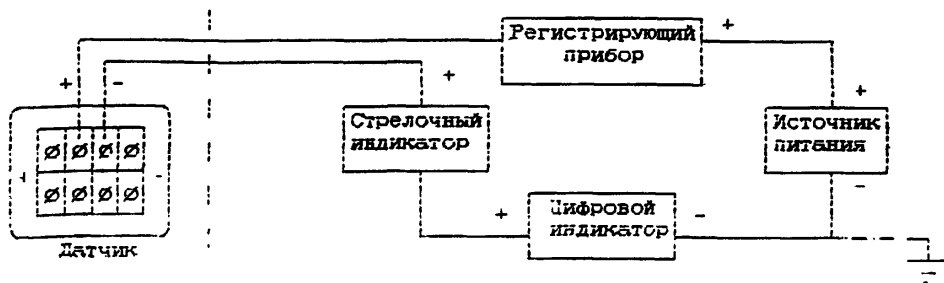 Регистрирующий
прибор
+
+
+
-
+
+
-
Стрелочный
индикатор
Источник
питания
-
+
-
Цифровой
индикатор
Датчик